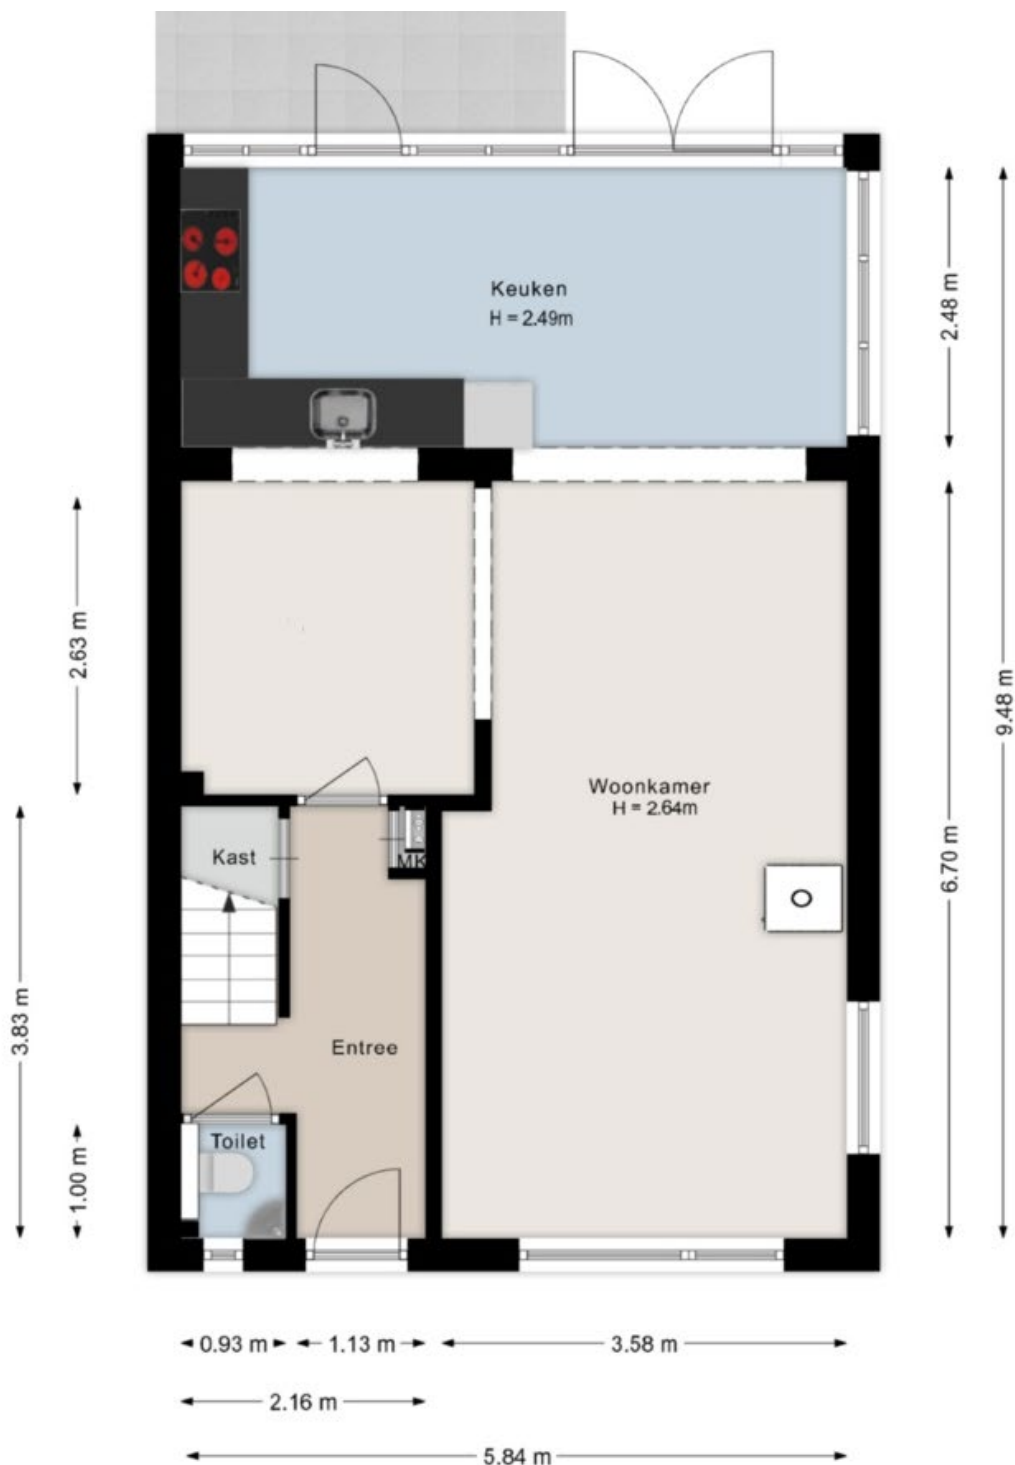 Keuken
H = 2.49m
2.48 m
9.48 m
2.63 m
Woonkamer
H = 2.64m
6.70 m
Kast
MK
3.83 m
Entree
Toilet
1.00 m
0.93 m
1.13 m
3.58 m
2.16 m
5.84 m